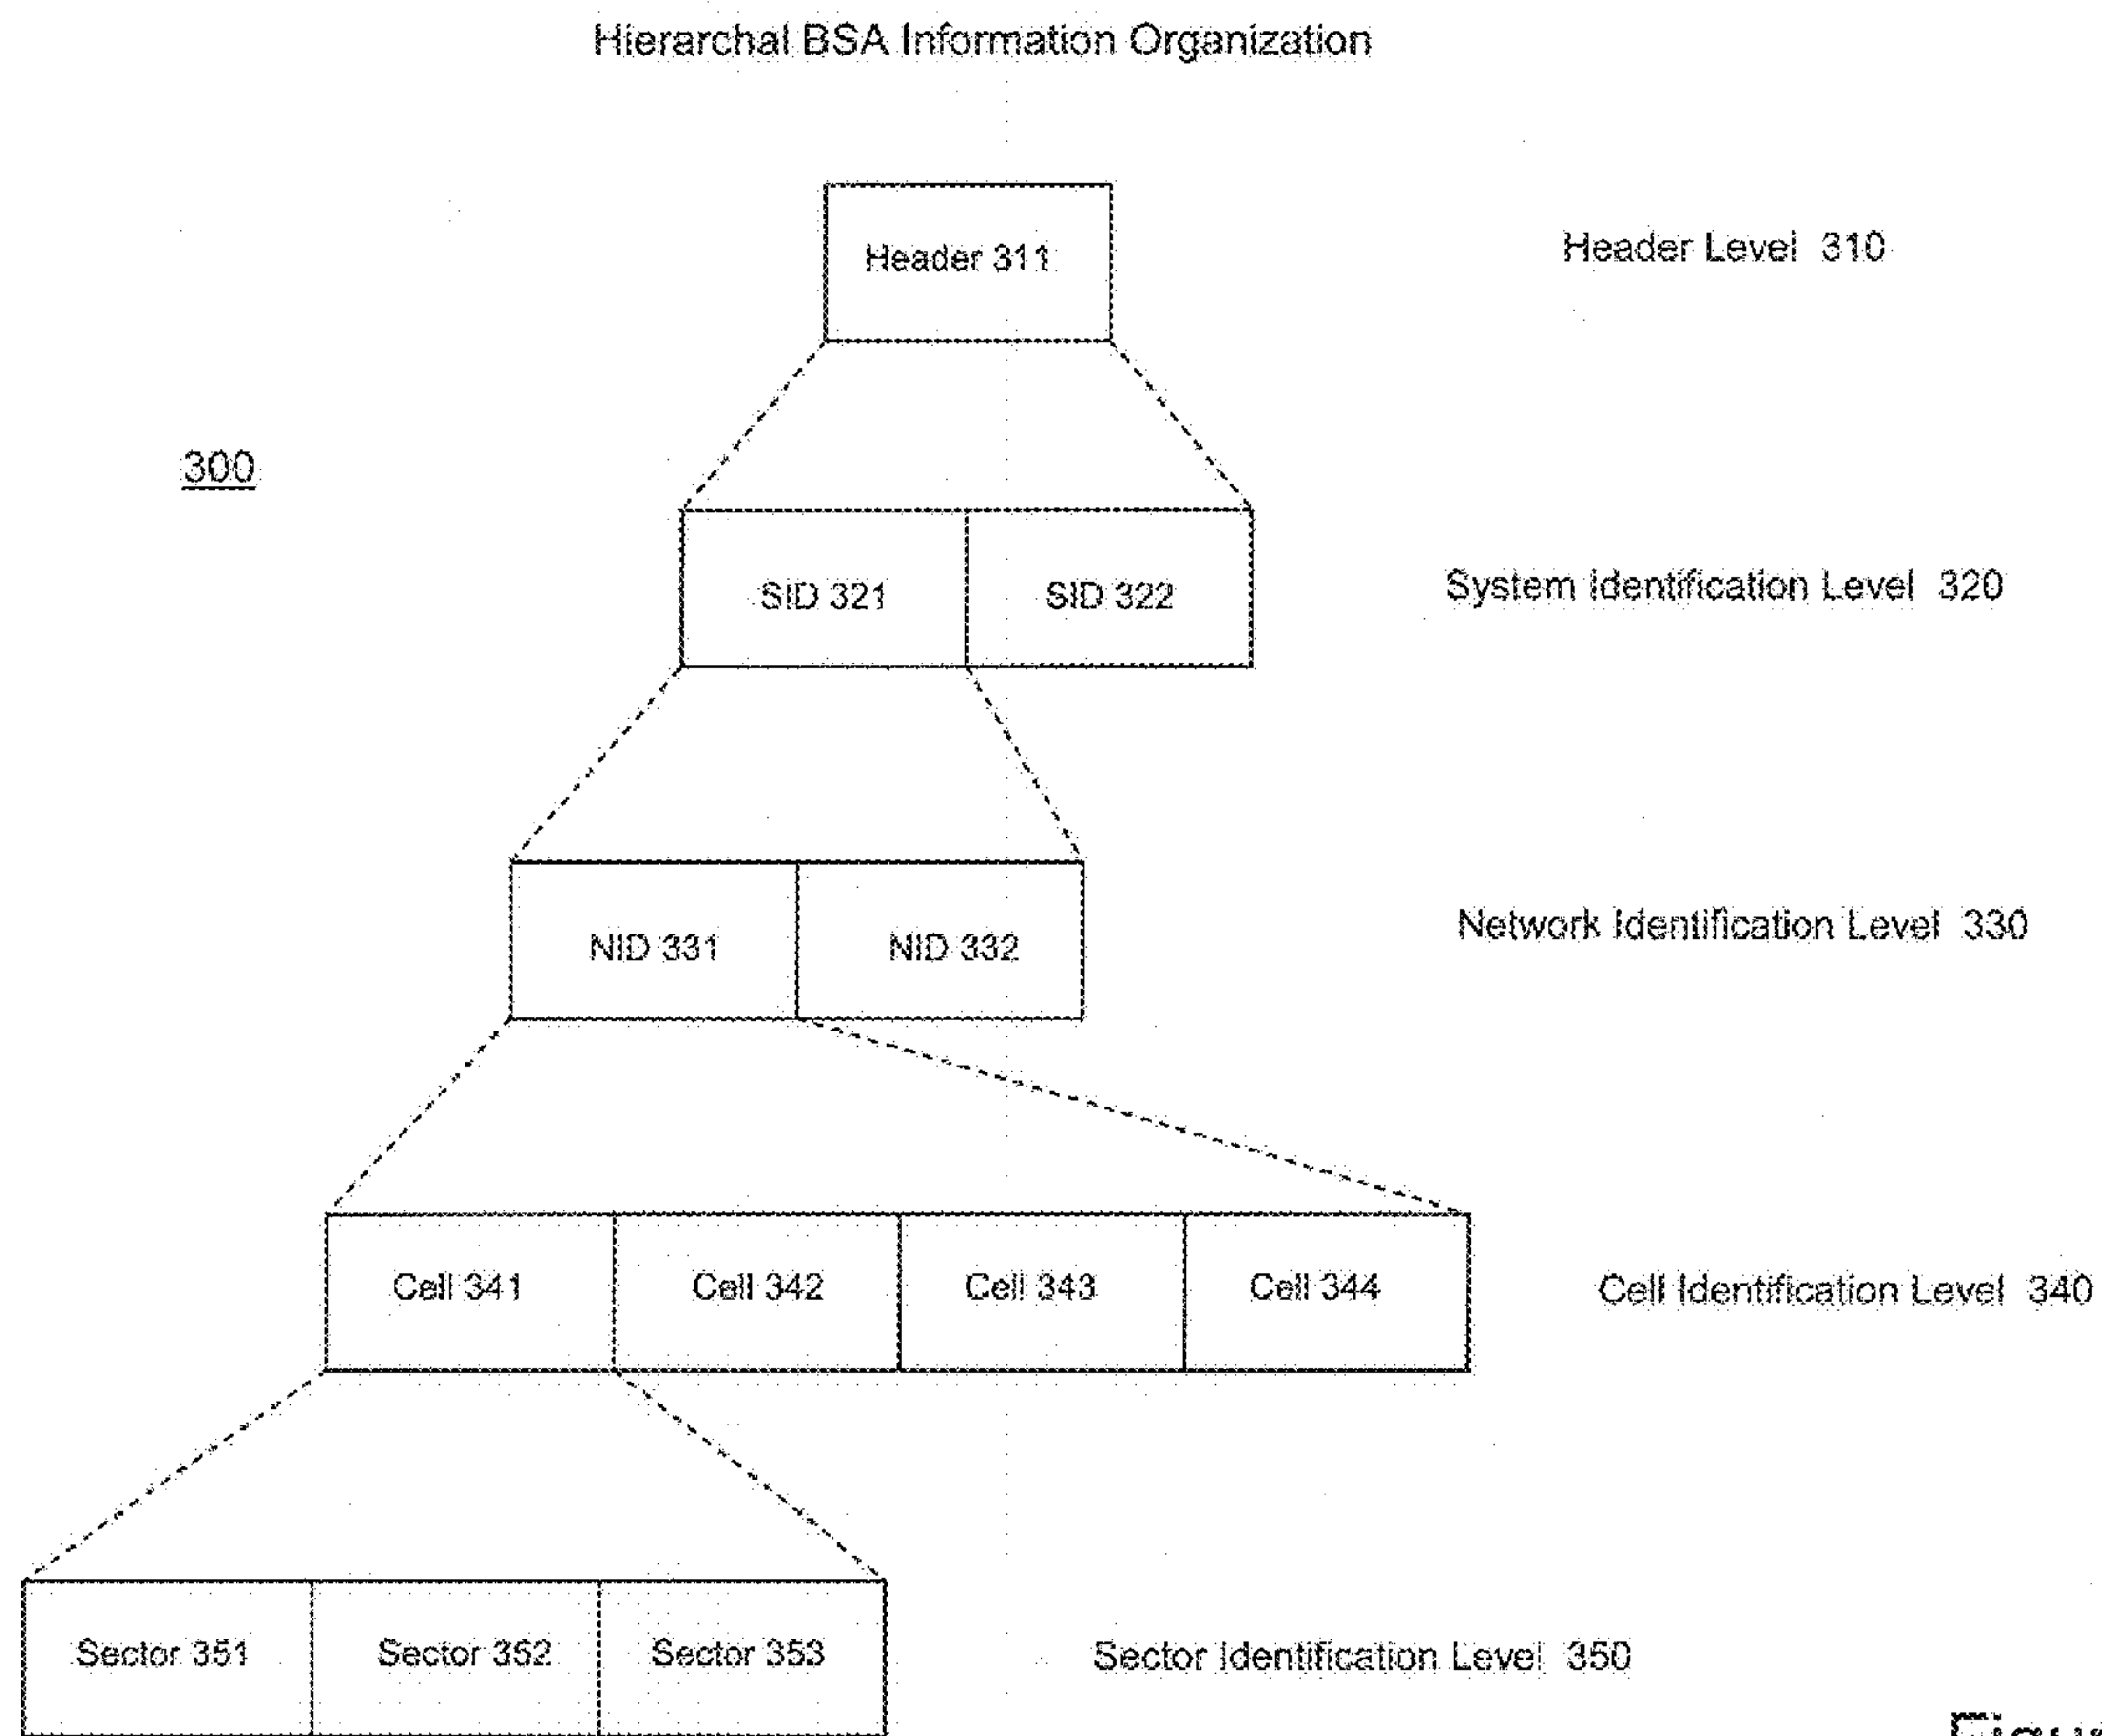 Hierarchal BSA Information Organization
Header 311
Header Level 310
300
SID 321
SID 322
System Identification Level 320
NID 331
NID 332
Network Identification Level 330
Cell 341
Cell 342
Cell 343
Cell 344
Cell Identification Level 340
Sector 351
Sector 352
Sector 353
Sector Identification Level 350